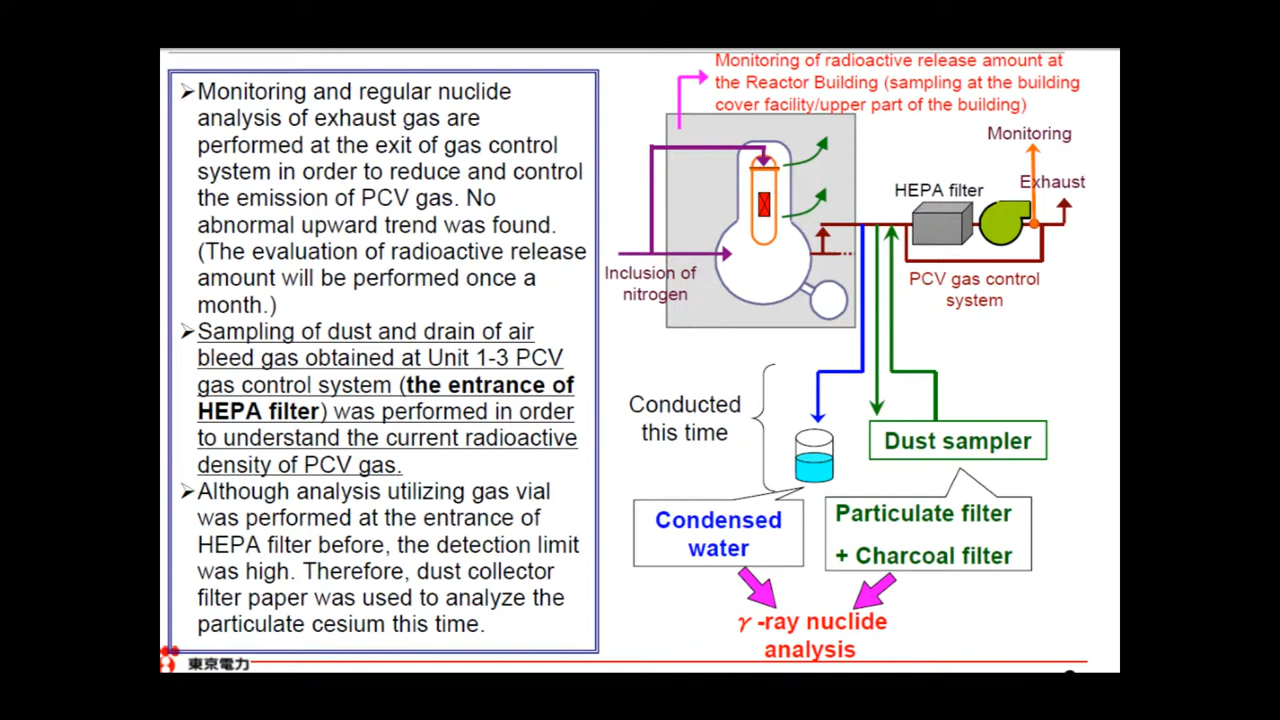 ➢Monitoring and regular nuclide
analysis of exhaust gas are
performed at the exit of gas control
system in order to reduce and control
the emission of PCV gas. No
abnormal upward trend was found.
(The evaluation of radioactive release
amount will be performed once a
month.)
➢Sampling of dust and drain of air
bleed gas obtained at Unit 1-3 PCV
gas control system (the entrance of
HEPA filter) was performed in order
to understand the current radioactive
density of PCV gas.
➢Although analysis utilizing gas vial
was performed at the entrance of
HEPA filter before, the detection limit
was high. Therefore, dust collector
filter paper was used to analyze the
particulate cesium this time.
Monitoring of radioactive release amount at
the Reactor Building (sampling at the building
cover facility/upper part of the building)
Monitoring
HEPA filter
Exhaust
Inclusion of
nitrogen
PCV gas control
system
Conducted
this time
Dust sampler
Condensed
water
Particulate filter
+ Charcoal filter
γ-ray nuclide
analysis
東京電力